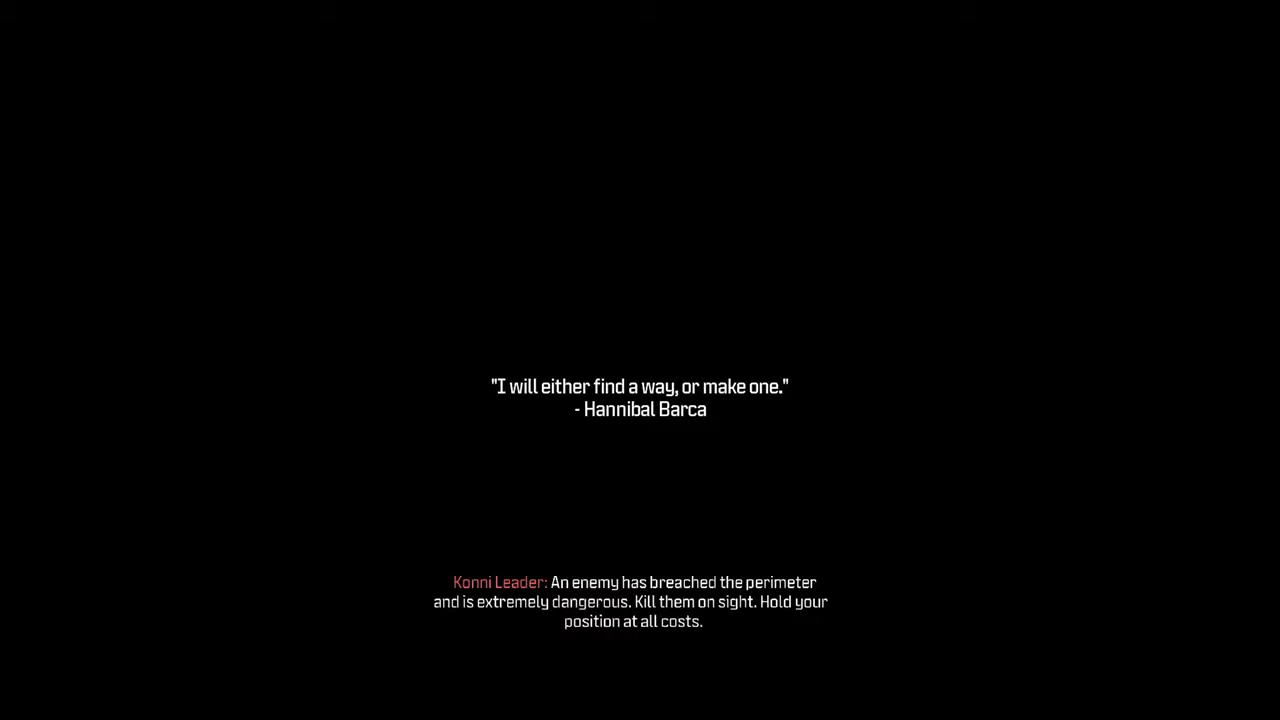 "I will either find a way, or make one."
- Hannibal Barca
Konni Leader: An enemy has breached the perimeter
and is extremely dangerous. Kill them on sight. Hold your
position at all costs.